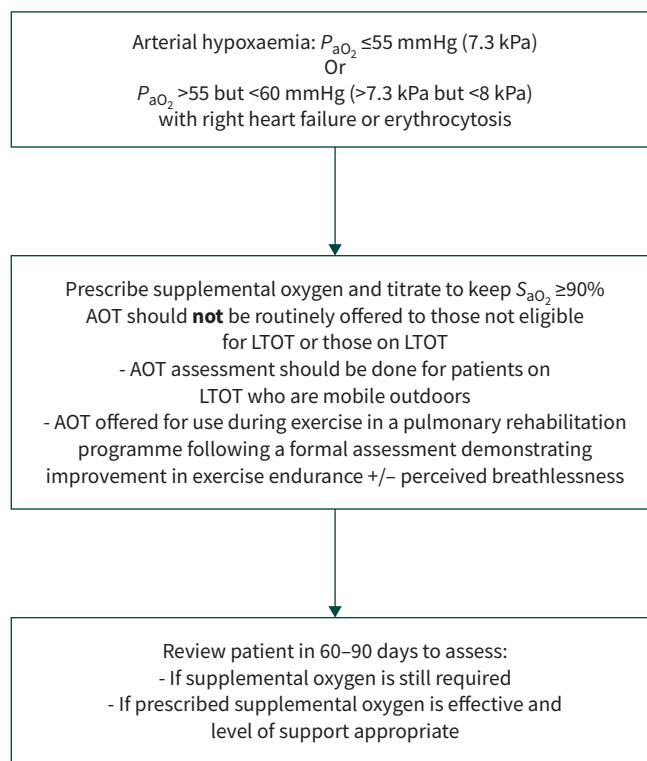 Arterial hypoxaemia: PaO2 ≤55 mmHg (7.3 kPa)
Or
PaO2 >55 but <60 mmHg (>7.3 kPa but <8 kPa)
with right heart failure or erythrocytosis
Prescribe supplemental oxygen and titrate to keep SaO2 ≥90%
AOT should not be routinely offered to those not eligible
for LTOT or those on LTOT
- AOT assessment should be done for patients on
LTOT who are mobile outdoors
- AOT offered for use during exercise in a pulmonary rehabilitation
programme following a formal assessment demonstrating
improvement in exercise endurance +/– perceived breathlessness
Review patient in 60–90 days to assess:
- If supplemental oxygen is still required
- If prescribed supplemental oxygen is effective and
level of support appropriate